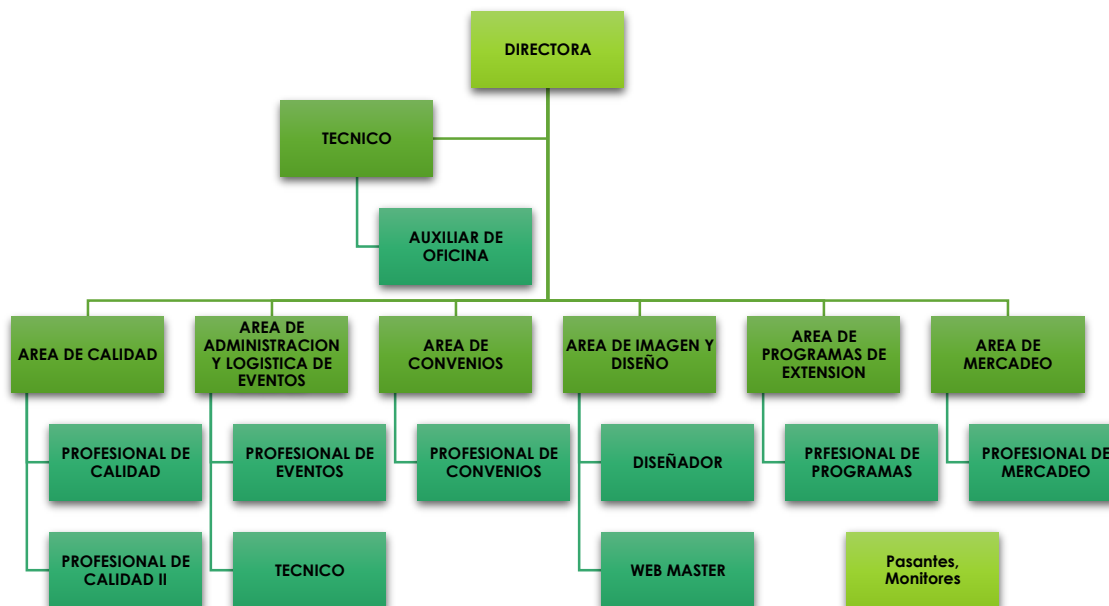 DIRECTORA
TECNICO
AUXILIAR DE
OFICINA
AREA DE CALIDAD
AREA DE
ADMINISTRACION
Y LOGISTICA DE
EVENTOS
AREA DE
CONVENIOS
AREA DE IMAGEN Y
DISEÑO
AREA DE
PROGRAMAS DE
EXTENSION
AREA DE
MERCADEO
PROFESIONAL DE
CALIDAD
PROFESIONAL DE
EVENTOS
PROFESIONAL DE
CONVENIOS
DISEÑADOR
PRFESIONAL DE
PROGRAMAS
PROFESIONAL DE
MERCADEO
PROFESIONAL DE
CALIDAD II
TECNICO
WEB MASTER
Pasantes,
Monitores